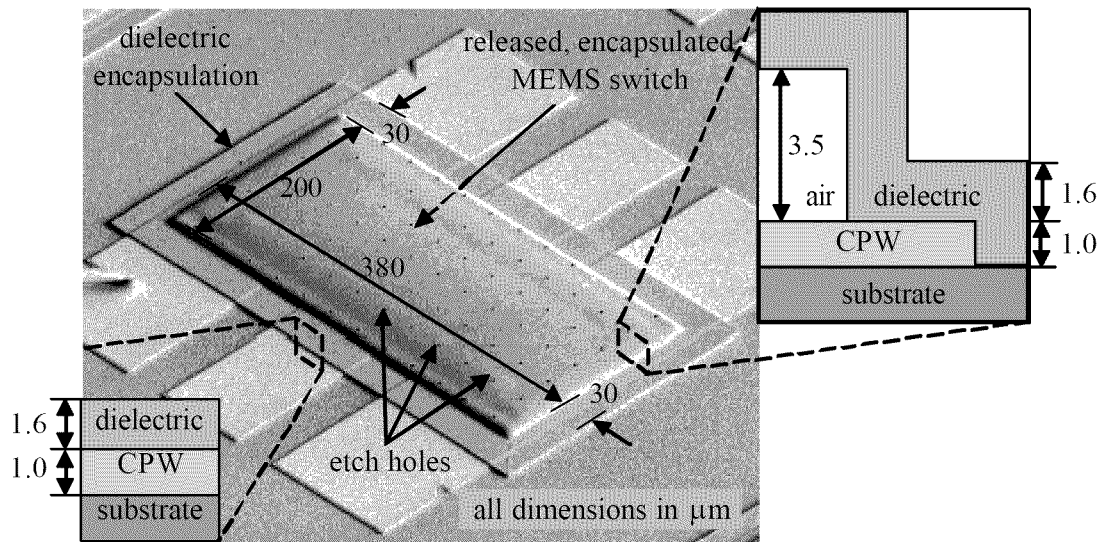 dielectric
encapsulation
released, encapsulated
MEMS switch
30
200
380
30
etch holes
all dimensions in μm
3.5
air
dielectric
CPW
substrate
1.6
1.0
1.6
1.0
dielectric
CPW
substrate